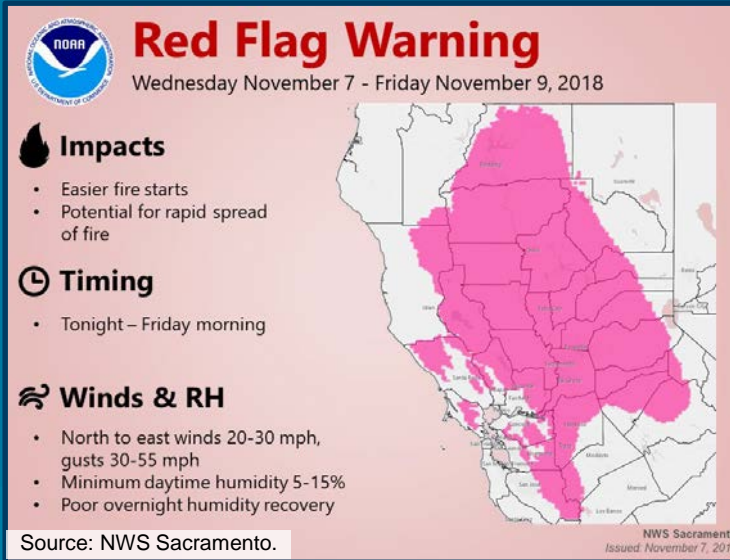 NOAA
Red Flag Warning
Wednesday November 7 - Friday November 9, 2018
Impacts
• Easier fire starts
• Potential for rapid spread
of fire
Timing
• Tonight – Friday morning
Winds & RH
• North to east winds 20-30 mph,
gusts 30-55 mph
• Minimum daytime humidity 5-15%
• Poor overnight humidity recovery
Source: NWS Sacramento.
NWS Sacrament
Issued: November 7, 201